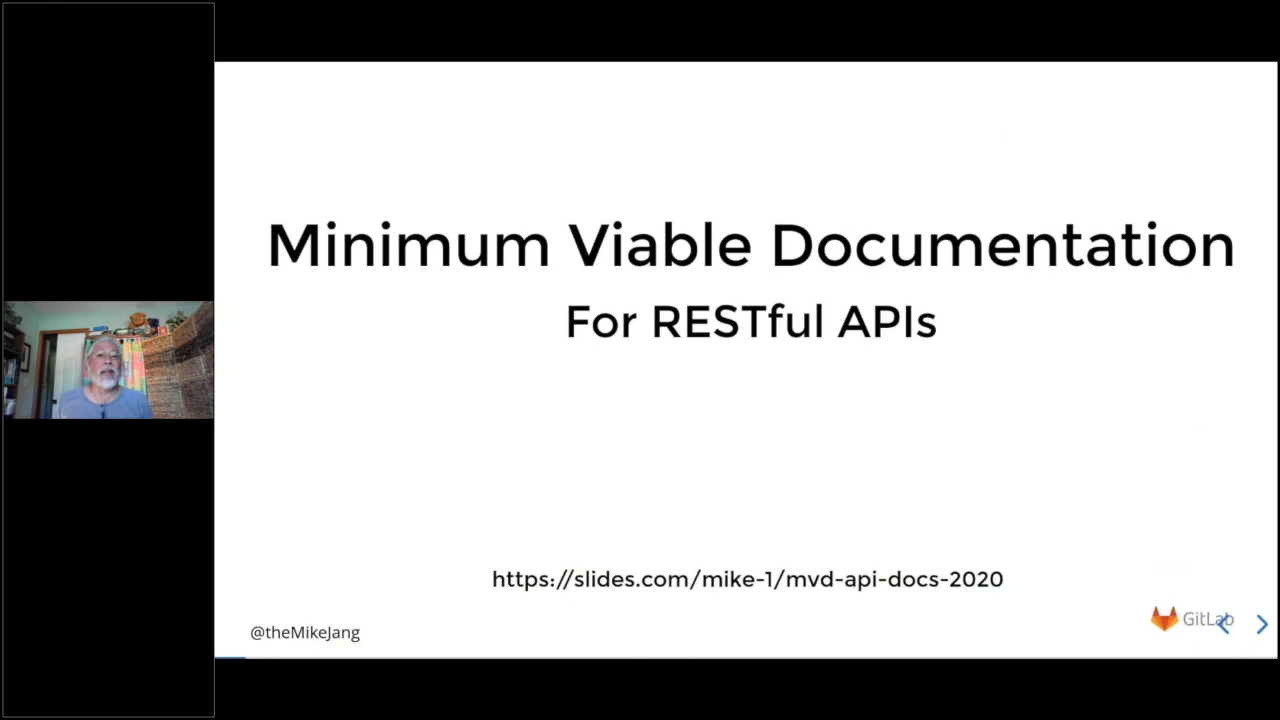 Minimum Viable Documentation
For RESTful APIs
https://slides.com/mike-1/mvd-api-docs-2020
@theMikeJang
GitLab